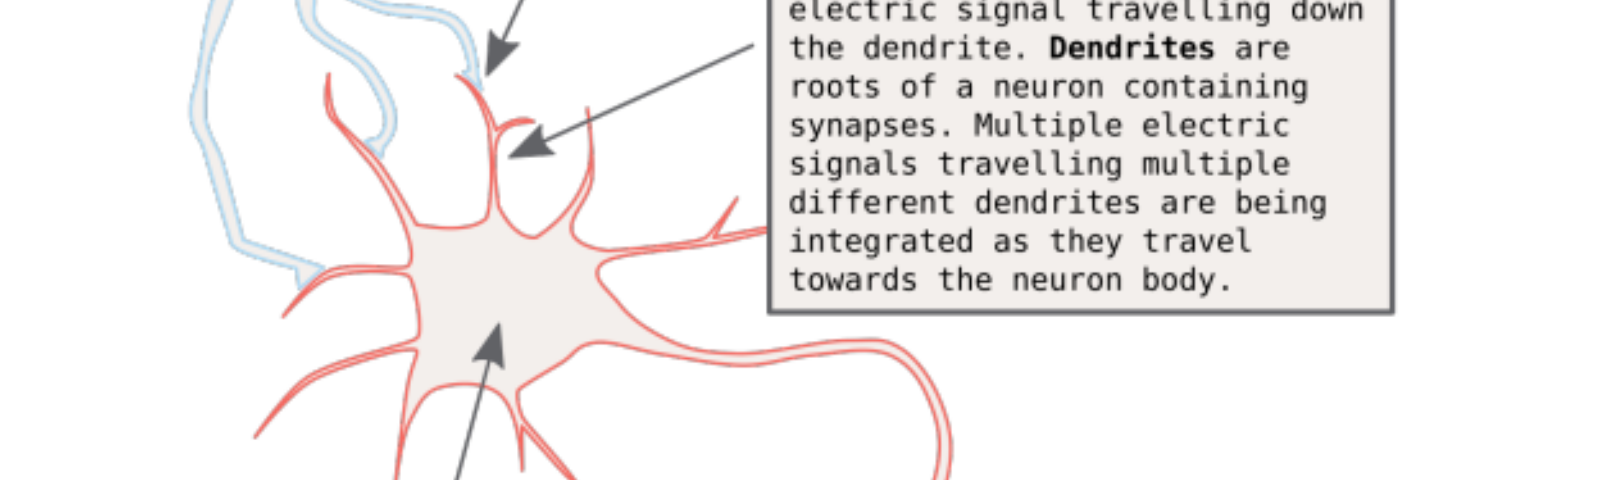 electric signal travelling down
the dendrite. Dendrites are
roots of a neuron containing
synapses. Multiple electric
signals travelling multiple
different dendrites are being
integrated as they travel
towards the neuron body.